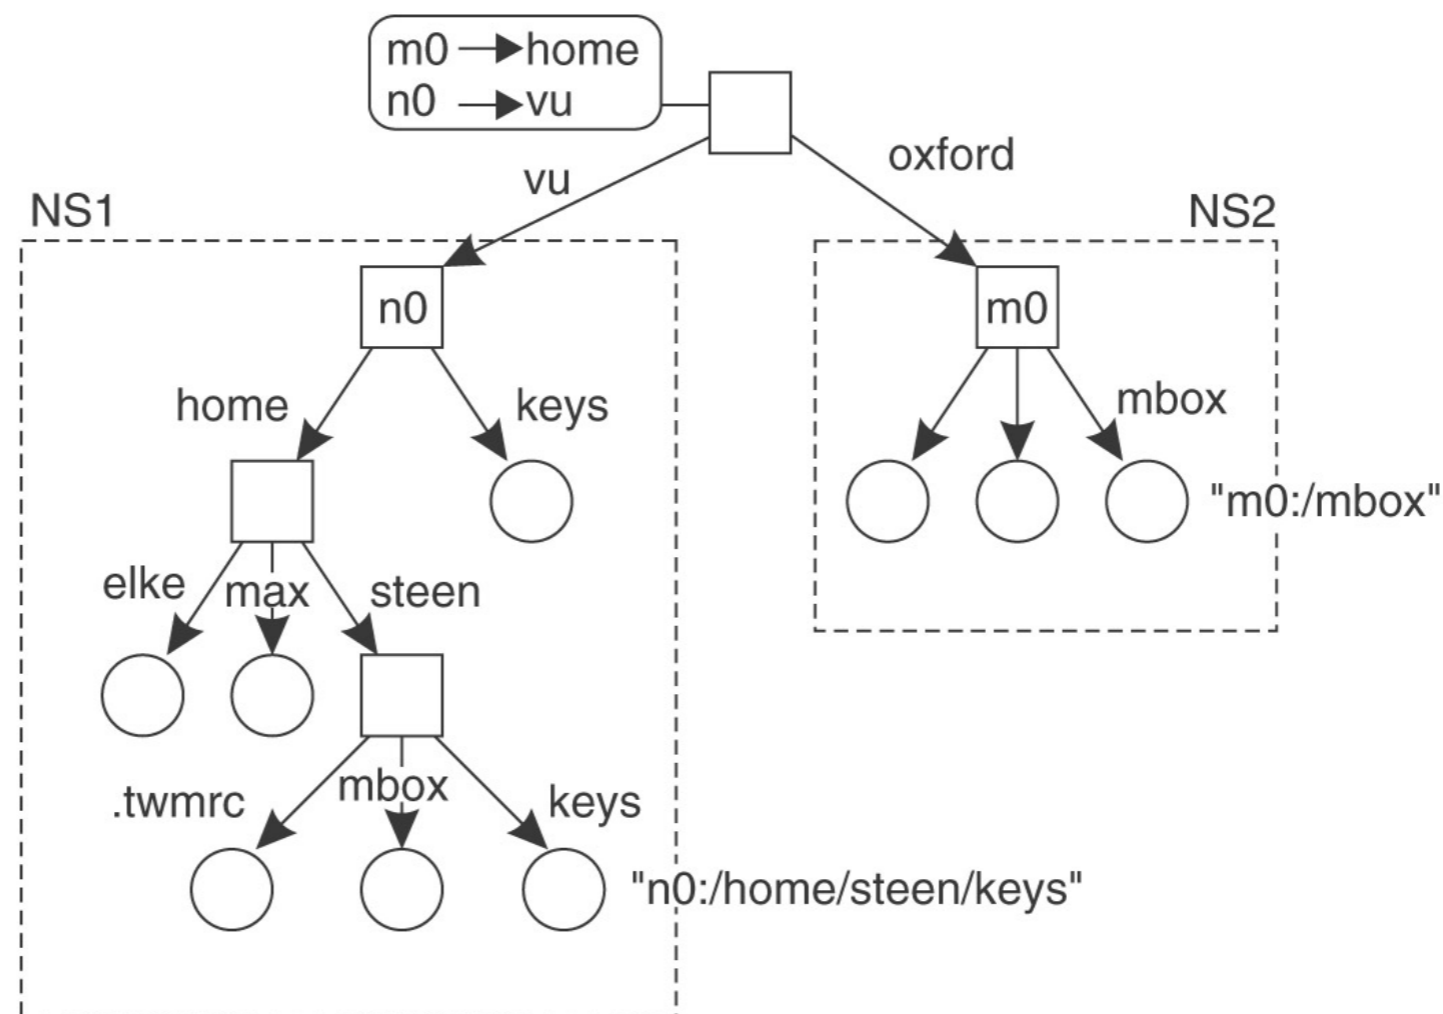 m0 → home
n0 → vu
oxford
vu
NS1
NS2
n0
m0
home
keys
mbox
"m0:/mbox"
elke
max
steen
.twmrc
mbox
keys
"n0:/home/steen/keys"